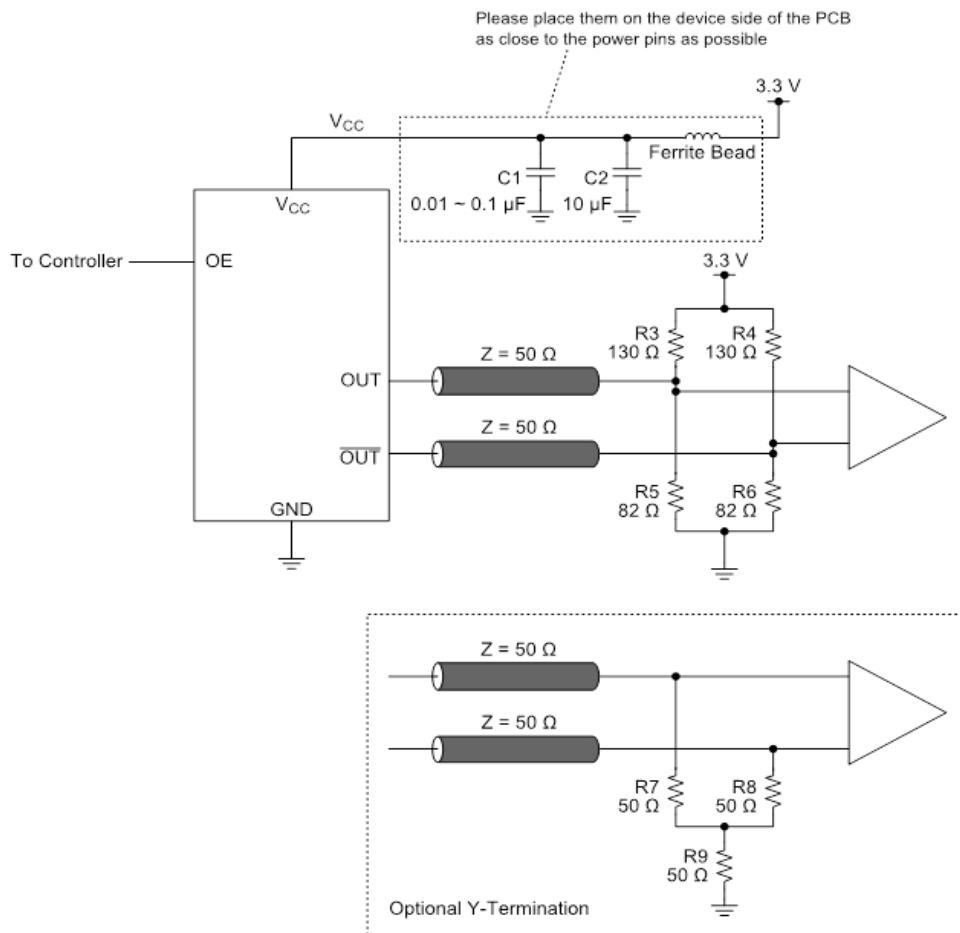 Please place them on the device side of the PCB
as close to the power pins as possible
3.3 V
VCC
Ferrite Bead
C1
0.01 ~ 0.1 µF
C2
10 µF
VCC
To Controller
OE
3.3 V
R3
130 Ω
R4
130 Ω
Z = 50 Ω
OUT
Z = 50 Ω
OUT
R5
82 Ω
R6
82 Ω
GND
Z = 50 Ω
Z = 50 Ω
R7
50 Ω
R8
50 Ω
R9
50 Ω
Optional Y-Termination